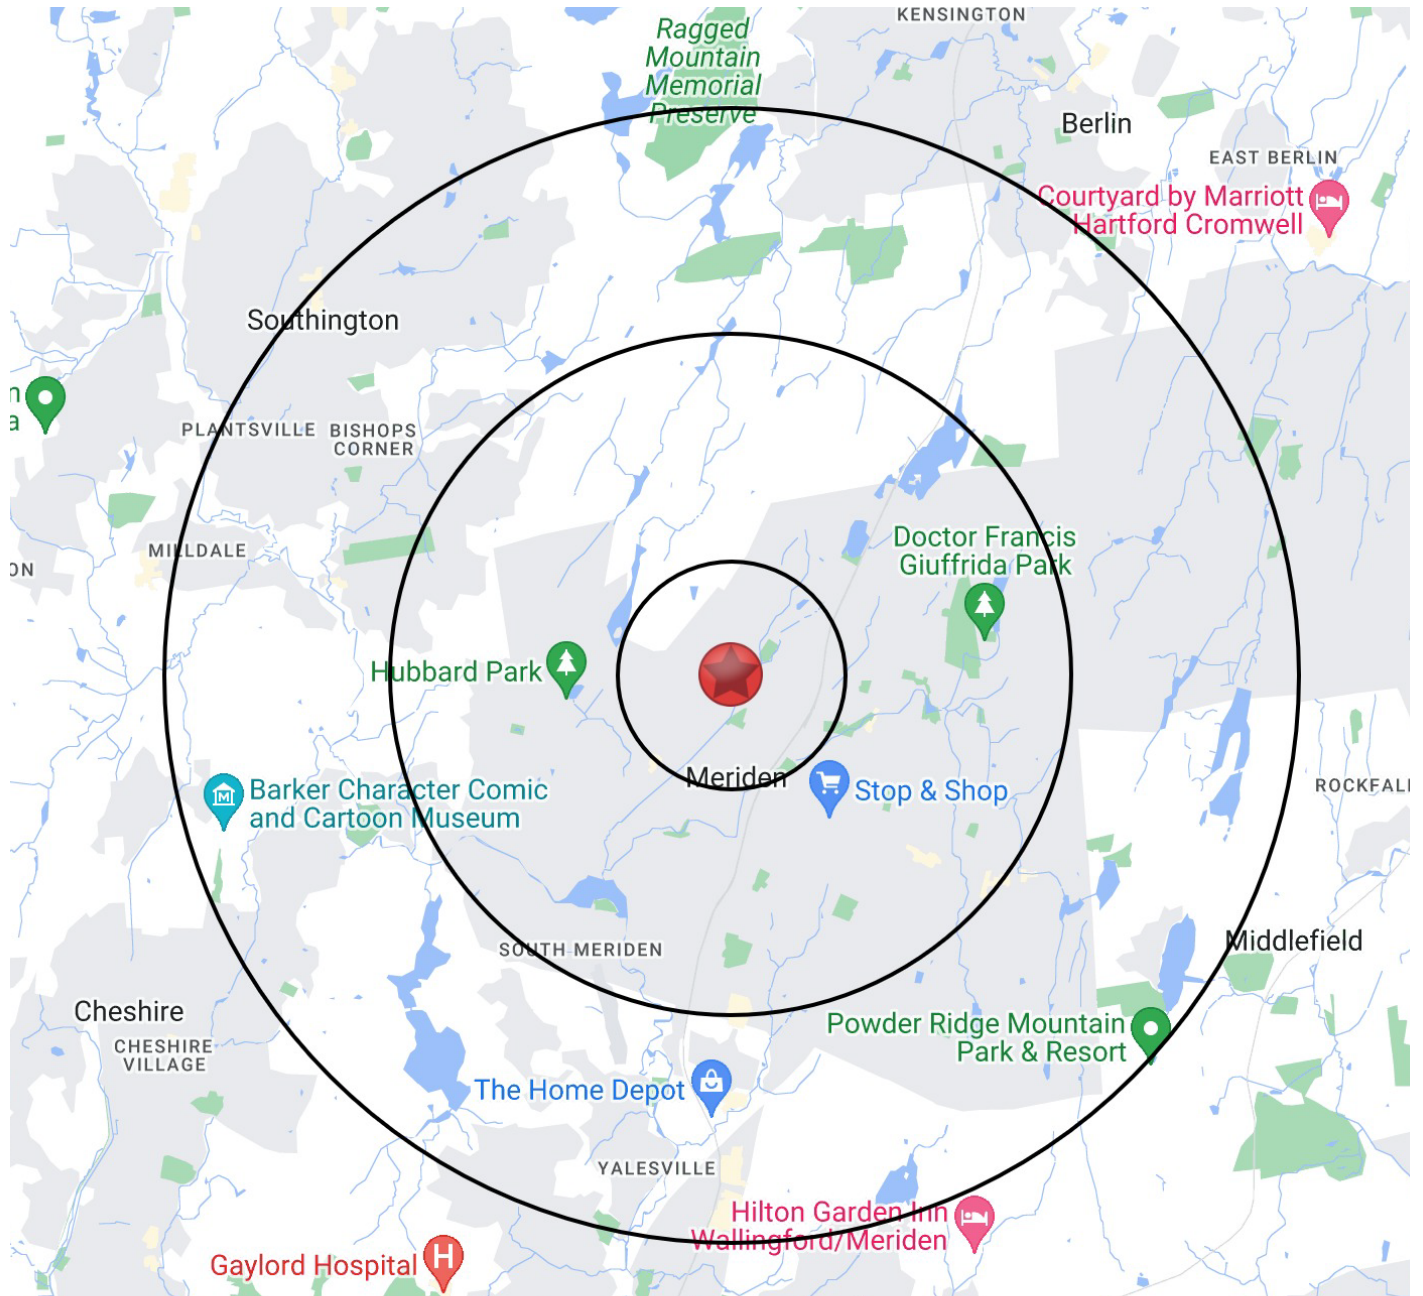 KENSINGTON
Ragged
Mountain
Memorial
Preserve
Berlin
EAST BERLIN
Courtyard by Marriott
Hartford Cromwell
Southington
n
a
PLANTSVILLE
BISHOPS
CORNER
MILLDALE
ON
Doctor Francis
Giuffrida Park
Hubbard Park
Meriden
Stop & Shop
Barker Character Comic
and Cartoon Museum
ROCKFALL
SOUTH MERIDEN
Middlefield
Cheshire
CHESHIRE
VILLAGE
Powder Ridge Mountain
Park & Resort
The Home Depot
YALESVILLE
Hilton Garden Inn
Wallingford/Meriden
Gaylord Hospital
H